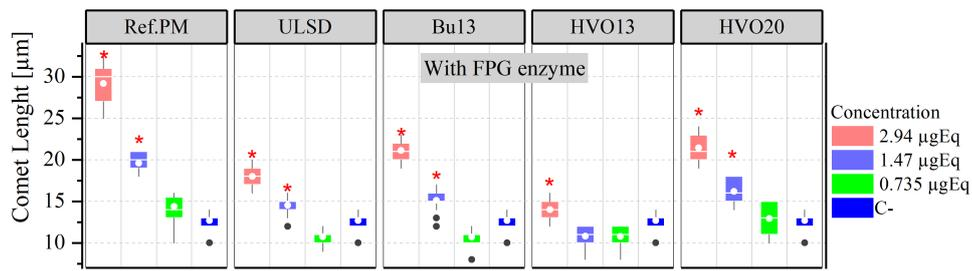 Ref.PM ULSD Bu13 HVO13 HVO20
With FPG enzyme
Comet Lenght [µm]
30
25
20
15
10
* * * * * * * * *
Concentration
2.94 µgEq
1.47 µgEq
0.735 µgEq
C-